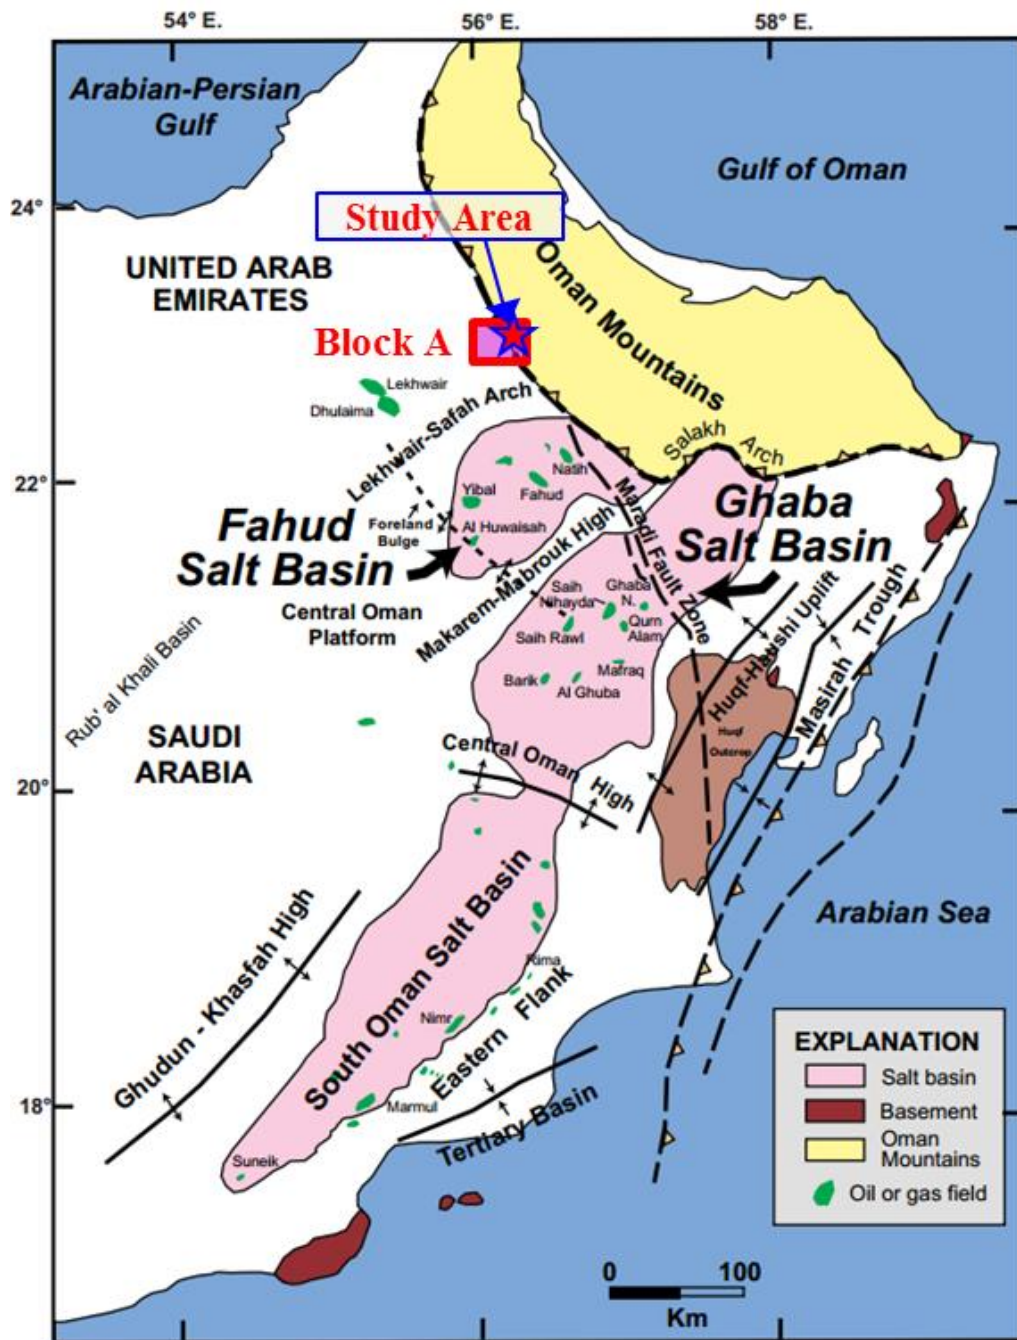 54° E.
56° E.
58° E.
Arabian-Persian
Gulf
Gulf of Oman
24°
Study Area
UNITED ARAB
EMIRATES
Oman Mountains
Block A
Lekhwair
Dhulaima
Lekhwair-Safah Arch
Salakh Arch
22°
Natih
Yibal
Fahud
Al Huwaisah
Foreland
Bulge
Fahud
Salt Basin
Maradi Fault Zone
Ghaba
Salt Basin
Makarem-Mabrouk High
Central Oman
Platform
Saih
Nihayda
Ghaba
N.
Saih Rawl
Qurn
Alam
Mafraq
Barik
Al Ghuba
Huqf-Haushi Uplift
Masirah Trough
Rub' al Khali Basin
SAUDI
ARABIA
Huqf
Outcrop
Central Oman High
20°
Ghudun - Khasfah High
South Oman Salt Basin
Arabian Sea
Rima
Nimr
Eastern Flank
Marmul
18°
Tertiary Basin
Suneik
EXPLANATION
Salt basin
Basement
Oman
Mountains
Oil or gas field
0 100
Km